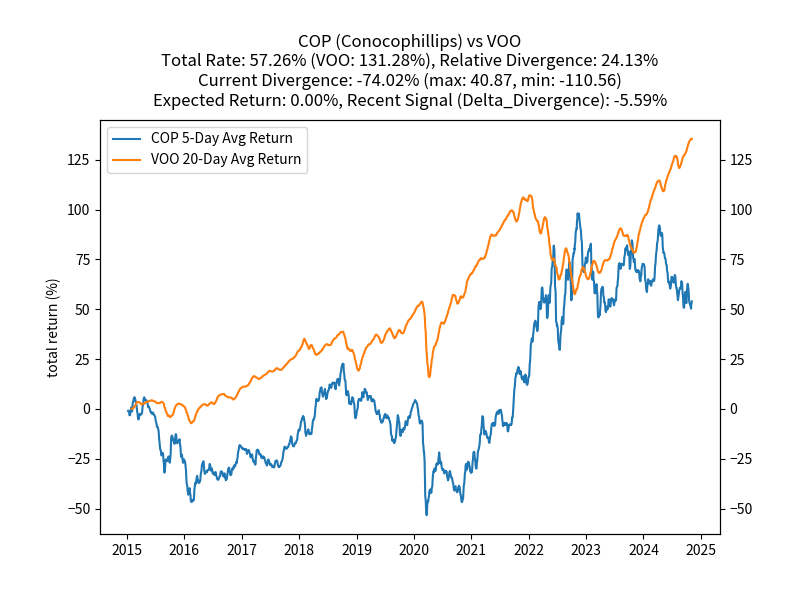 COP (Conocophillips) vs VOO
Total Rate: 57.26% (VOO: 131.28%), Relative Divergence: 24.13%
Current Divergence: -74.02% (max: 40.87, min: -110.56)
Expected Return: 0.00%, Recent Signal (Delta_Divergence): -5.59%
COP 5-Day Avg Return
VOO 20-Day Avg Return
total return (%)
125 125
100 100
75 75
50 50
25 25
0 0
−25 −25
−50 −50
2015 2016 2017 2018 2019 2020 2021 2022 2023 2024 2025